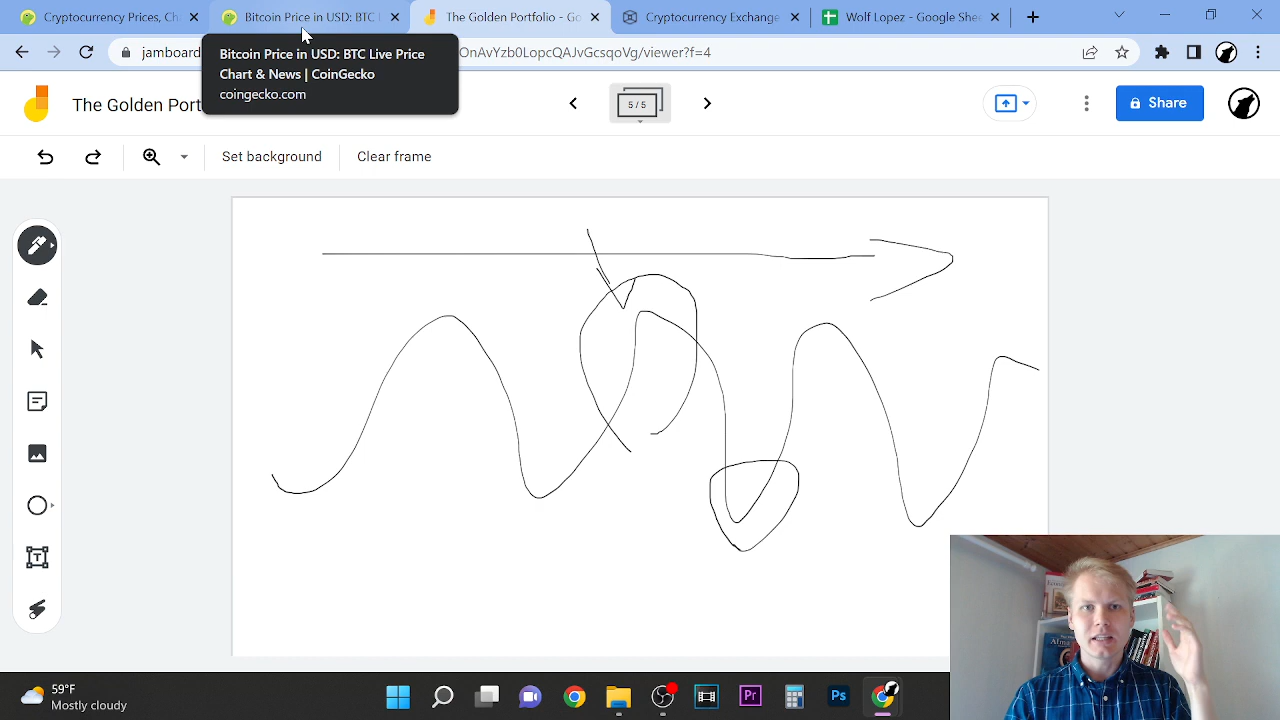 Cryptocurrency Prices, Ch
Bitcoin Price in USD: BTC L
The Golden Portfolio - Go
Cryptocurrency Exchange
Wolf Lopez - Google She
jamboard.
OnAvYzb0LopcQAJvGcsqoVg/viewer?f=4
Bitcoin Price in USD: BTC Live Price
Chart & News | CoinGecko
coingecko.com
The Golden Port
5 / 5
Share
Set background
Clear frame
T
59°F
Mostly cloudy
Pr
Ps